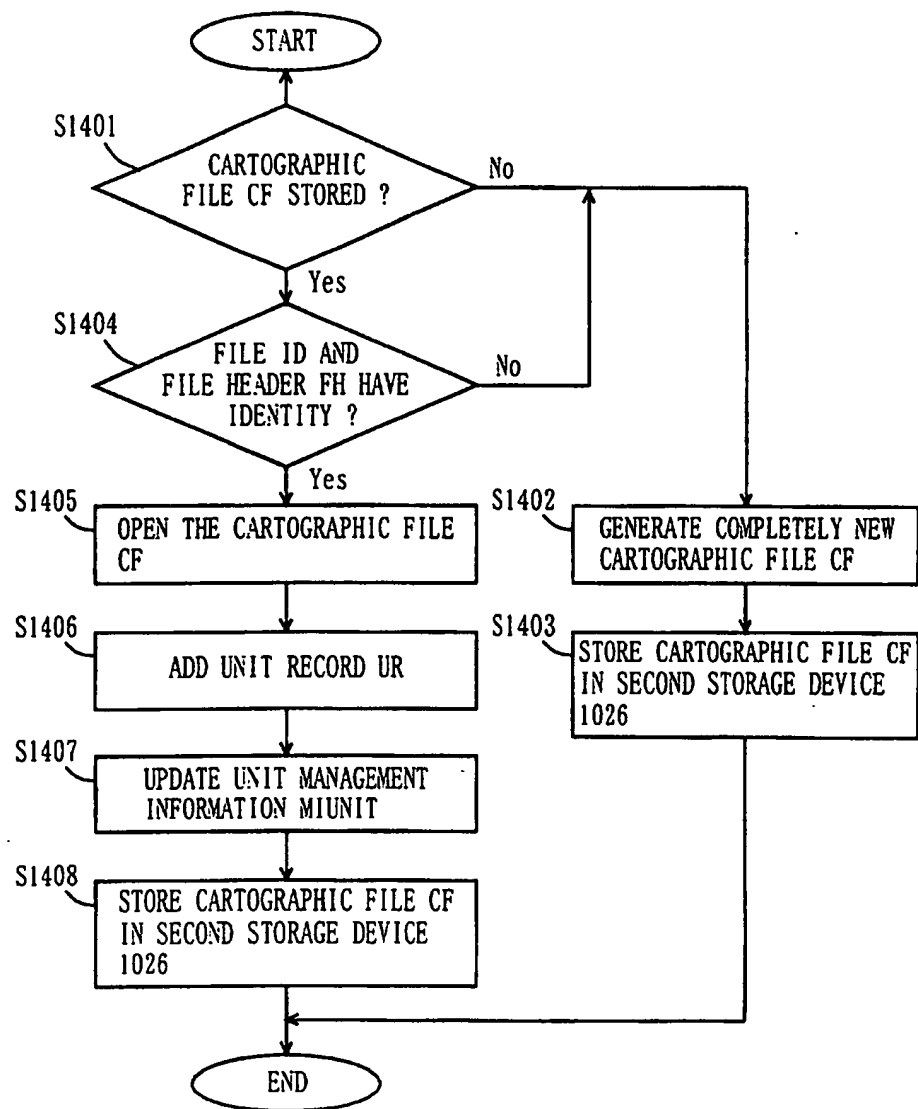 START
S1401
CARTOGRAPHIC
FILE CF STORED ?
No
Yes
S1404
FILE ID AND
FILE HEADER FH HAVE
IDENTITY ?
No
Yes
S1405
OPEN THE CARTOGRAPHIC FILE
CF
S1402
GENERATE COMPLETELY NEW
CARTOGRAPHIC FILE CF
S1406
ADD UNIT RECORD UR
S1403
STORE CARTOGRAPHIC FILE CF
IN SECOND STORAGE DEVICE
1026
S1407
UPDATE UNIT MANAGEMENT
INFORMATION MIUNIT
S1408
STORE CARTOGRAPHIC FILE CF
IN SECOND STORAGE DEVICE
1026
END